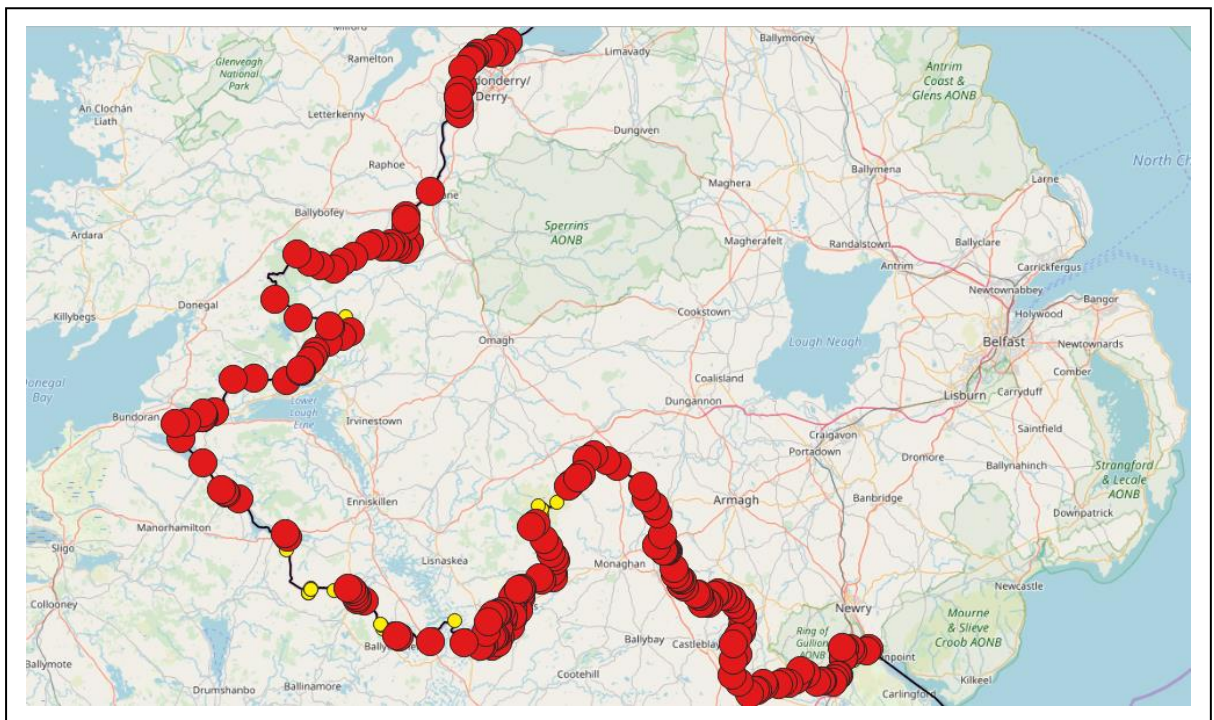 Milford
Ramelton
Glenveagh
National
Park
An Clochán
Liath
Letterkenny
Derry
Limavady
Ballymoney
Antrim
Coast &
Glens AONB
Dungiven
Raphoe
Maghera
Ballymena
North Ch
Larne
Ballybofey
Ardara
Sperrins
AONB
Magherafelt
Randalstown
Ballyclare
Antrim
Carrickfergus
Newtownabbey
Bangor
Holywood
Donegal
Killybegs
Cookstown
Omagh
Lough Neagh
Belfast
Newtownards
Comber
Coalisland
Lisburn
Carryduff
Donegal
Bay
Bundoran
Lower
Lough
Erne
Irvinestown
Dungannon
Craigavon
Portadown
Saintfield
Dromore
Ballynahinch
Strangford
& Lecale
AONB
Enniskillen
Armagh
Banbridge
Downpatrick
Manorhamilton
Sligo
Lisnaskea
Monaghan
Newcastle
Collooney
Newry
Mourne
& Slieve
Croob AONB
Ring of
Gullion
AONB
Ballybay
Castleblay
Ballymote
Cootehill
Drumshanbo
Ballinamore
Kilkeel
Carlingford